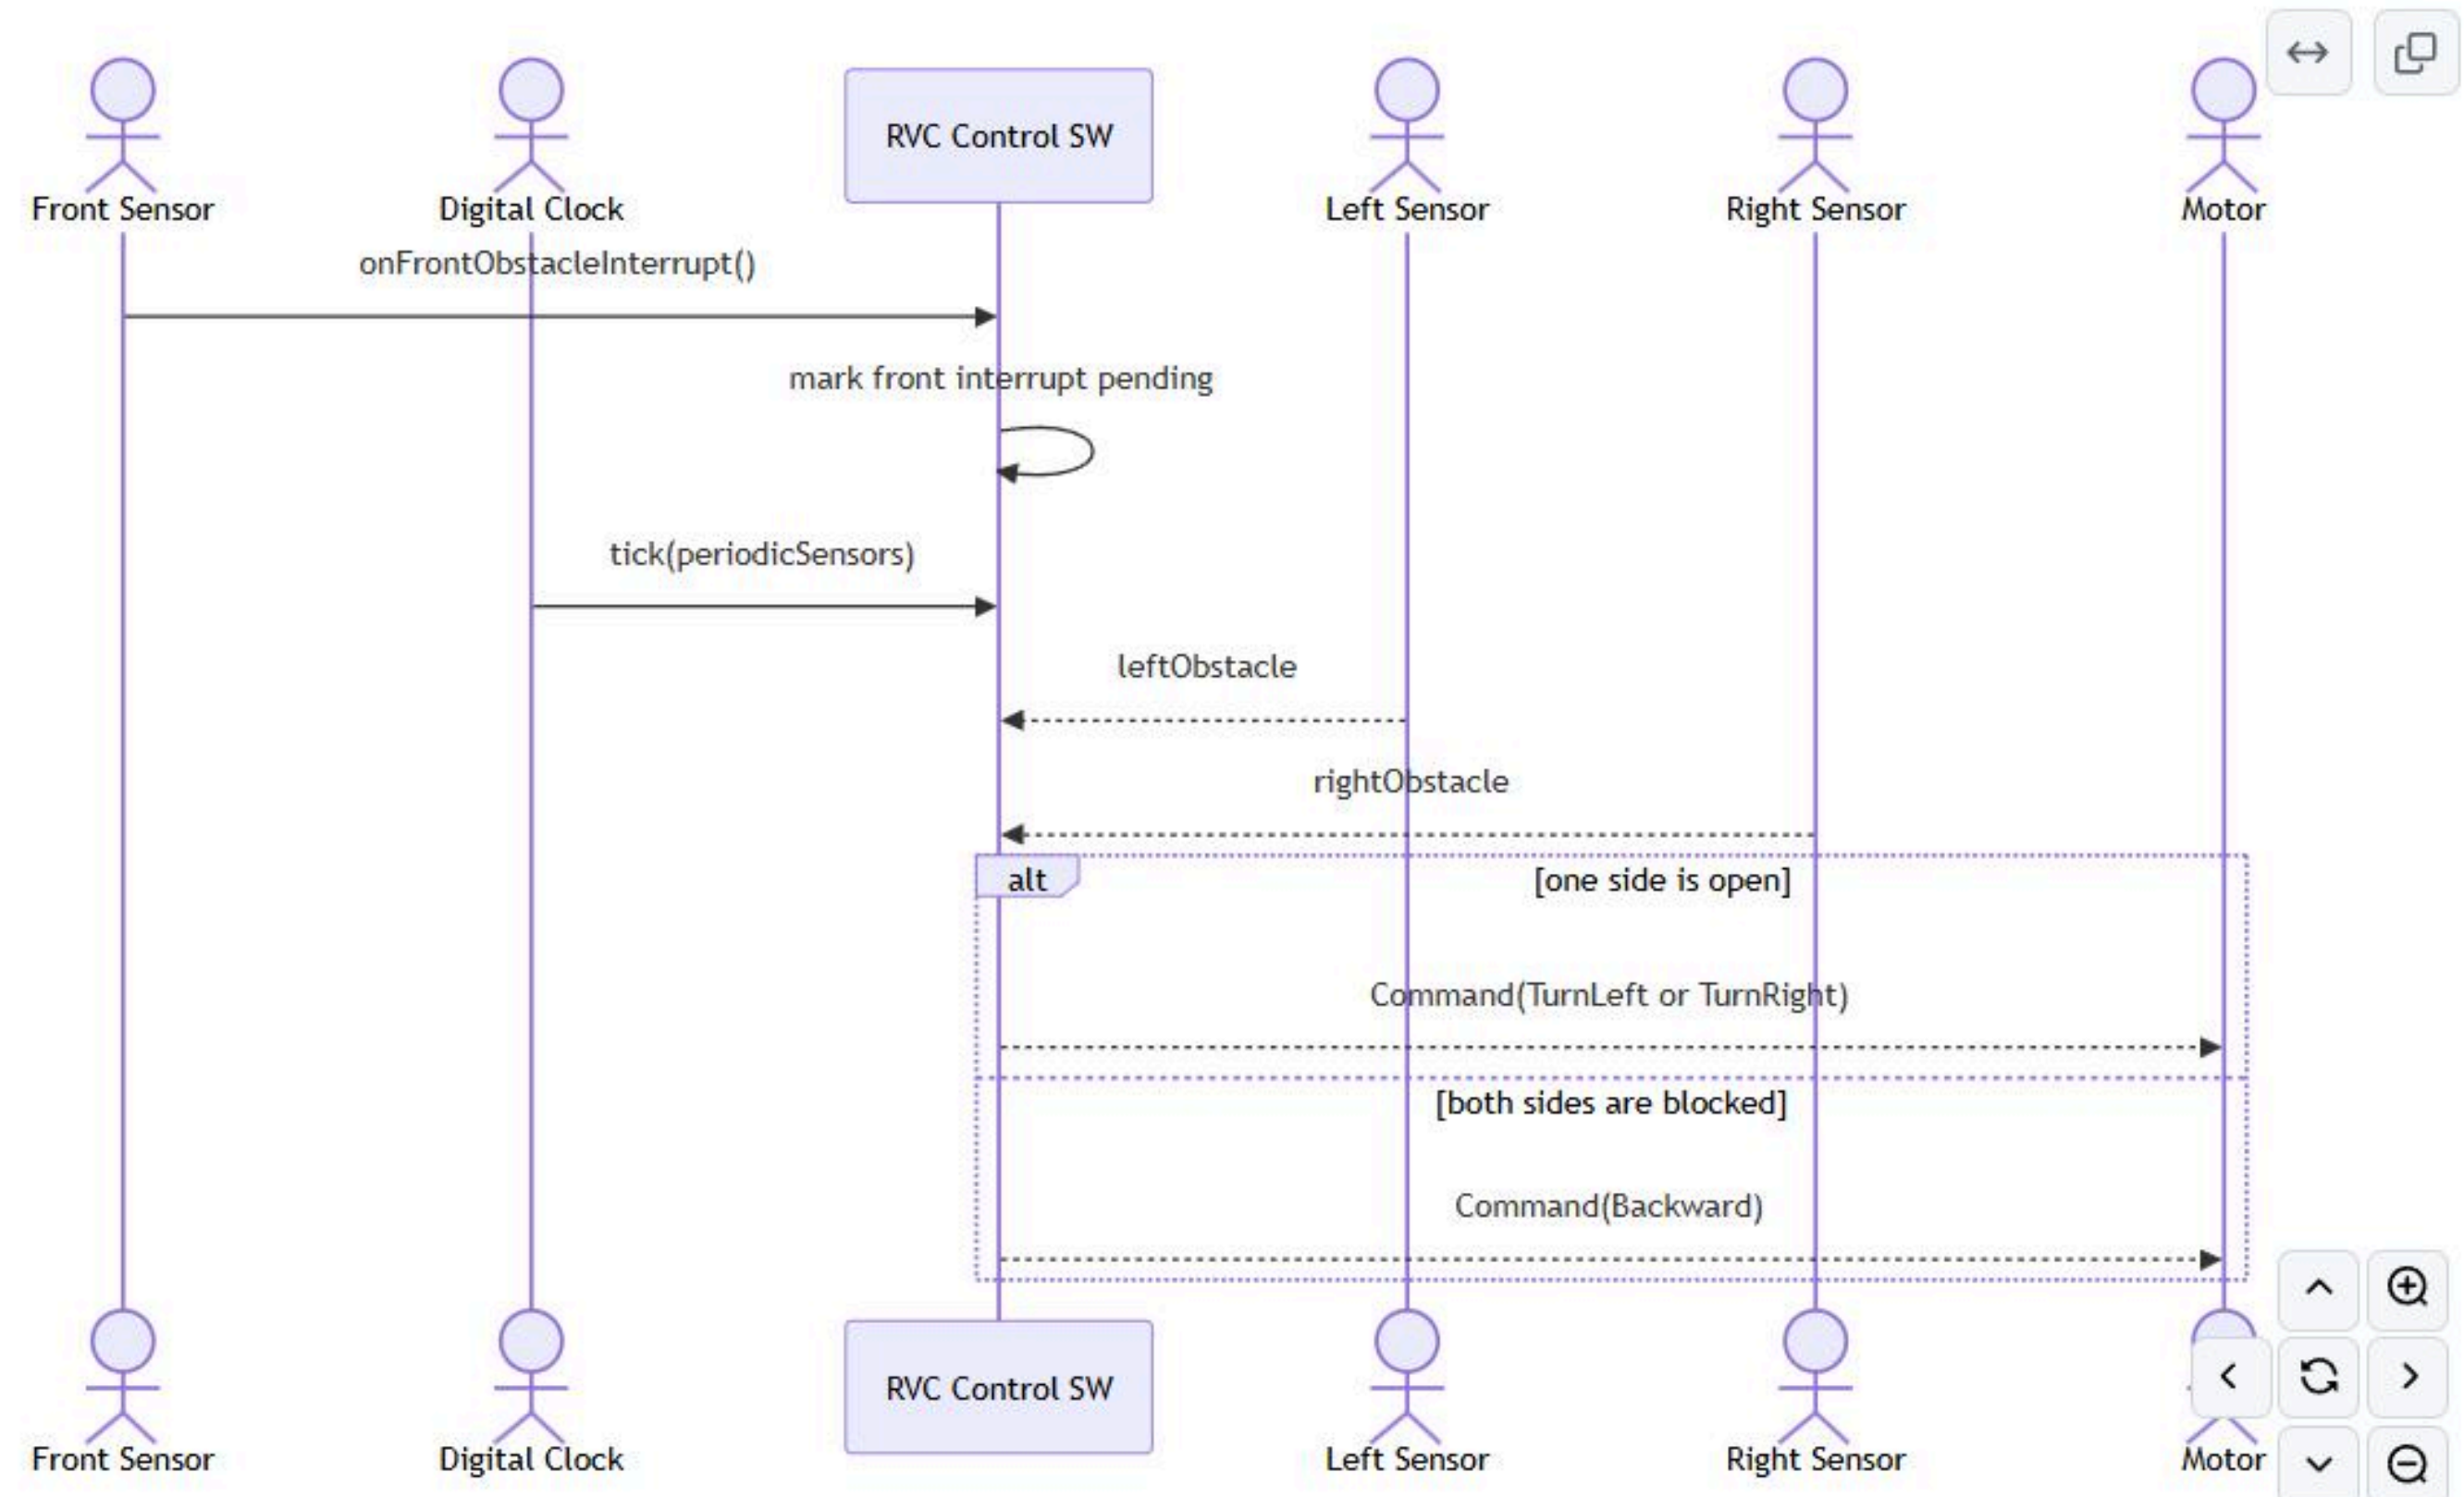 Front Sensor
Digital Clock
RVC Control SW
Left Sensor
Right Sensor
Motor
onFrontObstacleInterrupt()
mark front interrupt pending
tick(periodicSensors)
leftObstacle
rightObstacle
alt
[one side is open]
Command(TurnLeft or TurnRight)
[both sides are blocked]
Command(Backward)
Front Sensor
Digital Clock
RVC Control SW
Left Sensor
Right Sensor
Motor